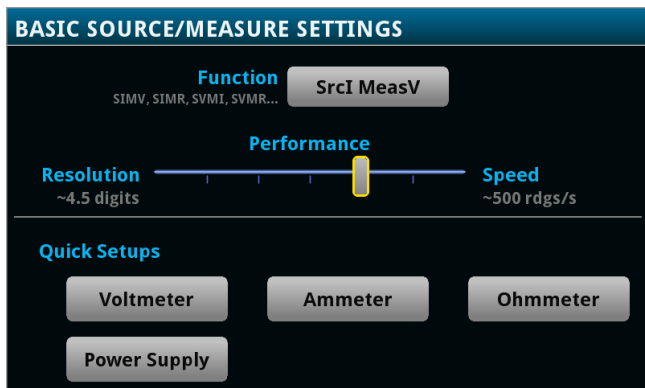 BASIC SOURCE/MEASURE SETTINGS
Function
SrcI MeasV
SIMV, SIMR, SVMI, SVMR...
Performance
Resolution
Speed
~4.5 digits
~500 rdgs/s
Quick Setups
Voltmeter
Ammeter
Ohmmeter
Power Supply